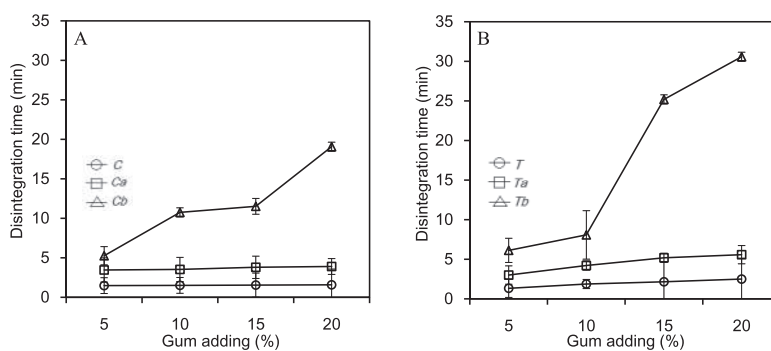 A
Disintegration time (min)
35
30
25
20
15
10
5
0
C
Ca
Cb
5 10 15 20
Gum adding (%)
B
Disintegration time (min)
35
30
25
20
15
10
5
0
T
Ta
Tb
5 10 15 20
Gum adding (%)